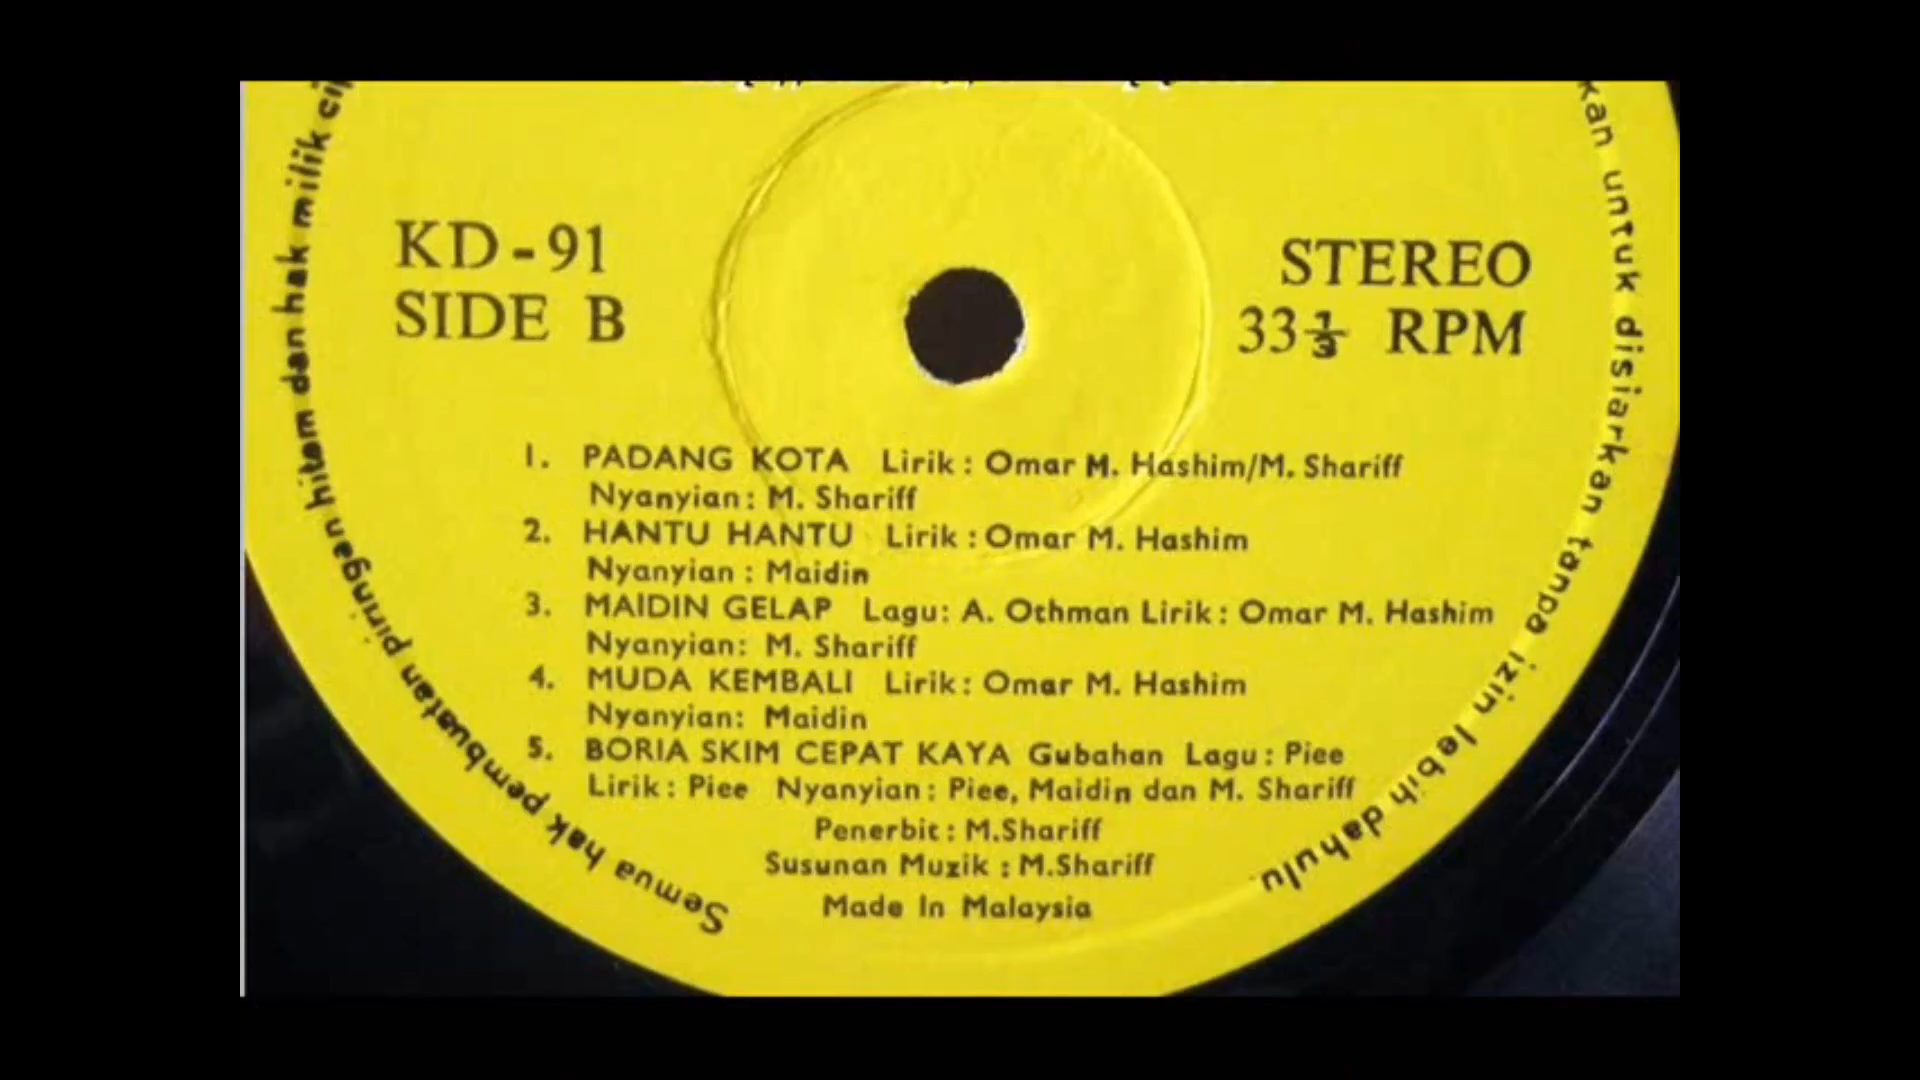 KD-91
SIDE B
STEREO
33 1/3 RPM
1. PADANG KOTA Lirik : Omar M. Hashim/M. Shariff
Nyanyian : M. Shariff
2. HANTU HANTU Lirik : Omar M. Hashim
Nyanyian : Maidin
3. MAIDIN GELAP Lagu: A. Othman Lirik : Omar M. Hashim
Nyanyian: M. Shariff
4. MUDA KEMBALI Lirik : Omar M. Hashim
Nyanyian: Maidin
5. BORIA SKIM CEPAT KAYA Gubahan Lagu : Piee
Lirik : Piee Nyanyian : Piee, Maidin dan M. Shariff
Penerbit : M.Shariff
Susunan Muzik : M.Shariff
Made In Malaysia
Semua hak pembuatan piringan hitam dan hak milik
untuk disiarkan tanpa izin lebih dahulu.